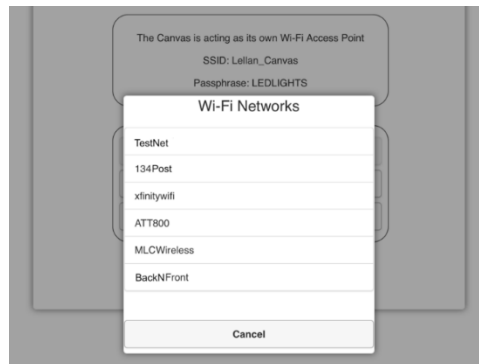 The Canvas is acting as its own Wi-Fi Access Point
SSID: Lellan_Canvas
Passphrase: LEDLIGHTS
Wi-Fi Networks
TestNet
134Post
xfinitywifi
ATT800
MLCWireless
BackNFront
Cancel